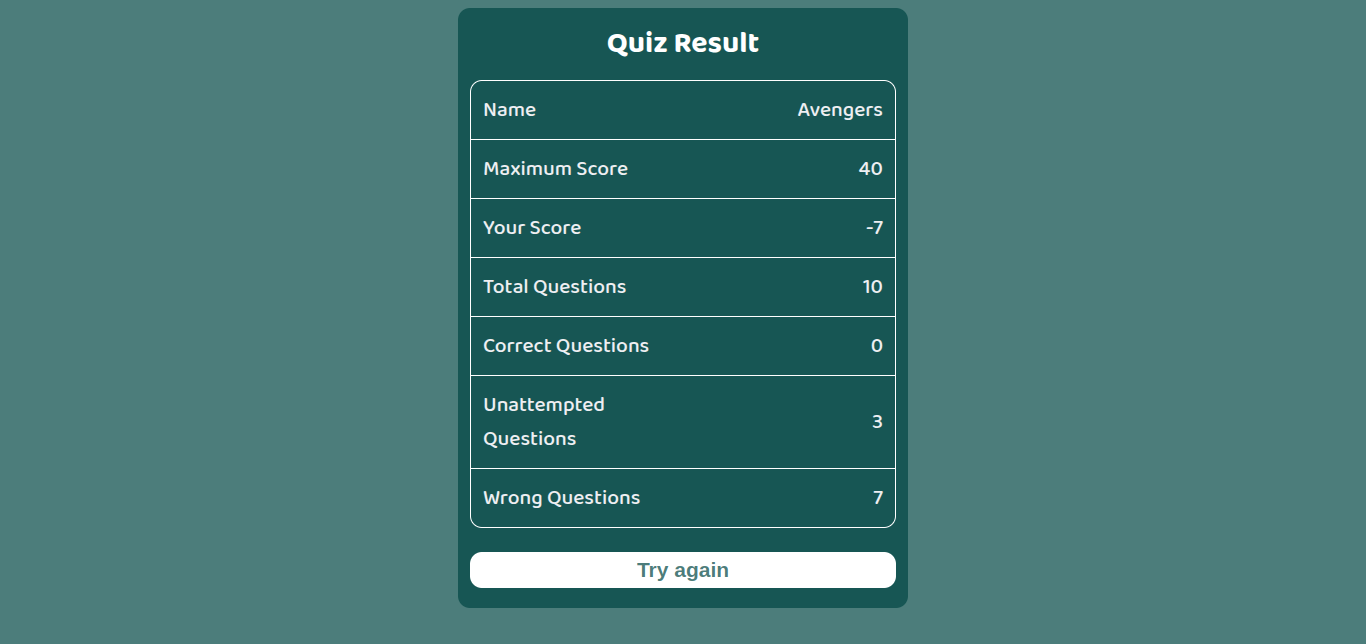 Quiz Result
Name Avengers
Maximum Score 40
Your Score -7
Total Questions 10
Correct Questions 0
Unattempted
Questions 3
Wrong Questions 7
Try again